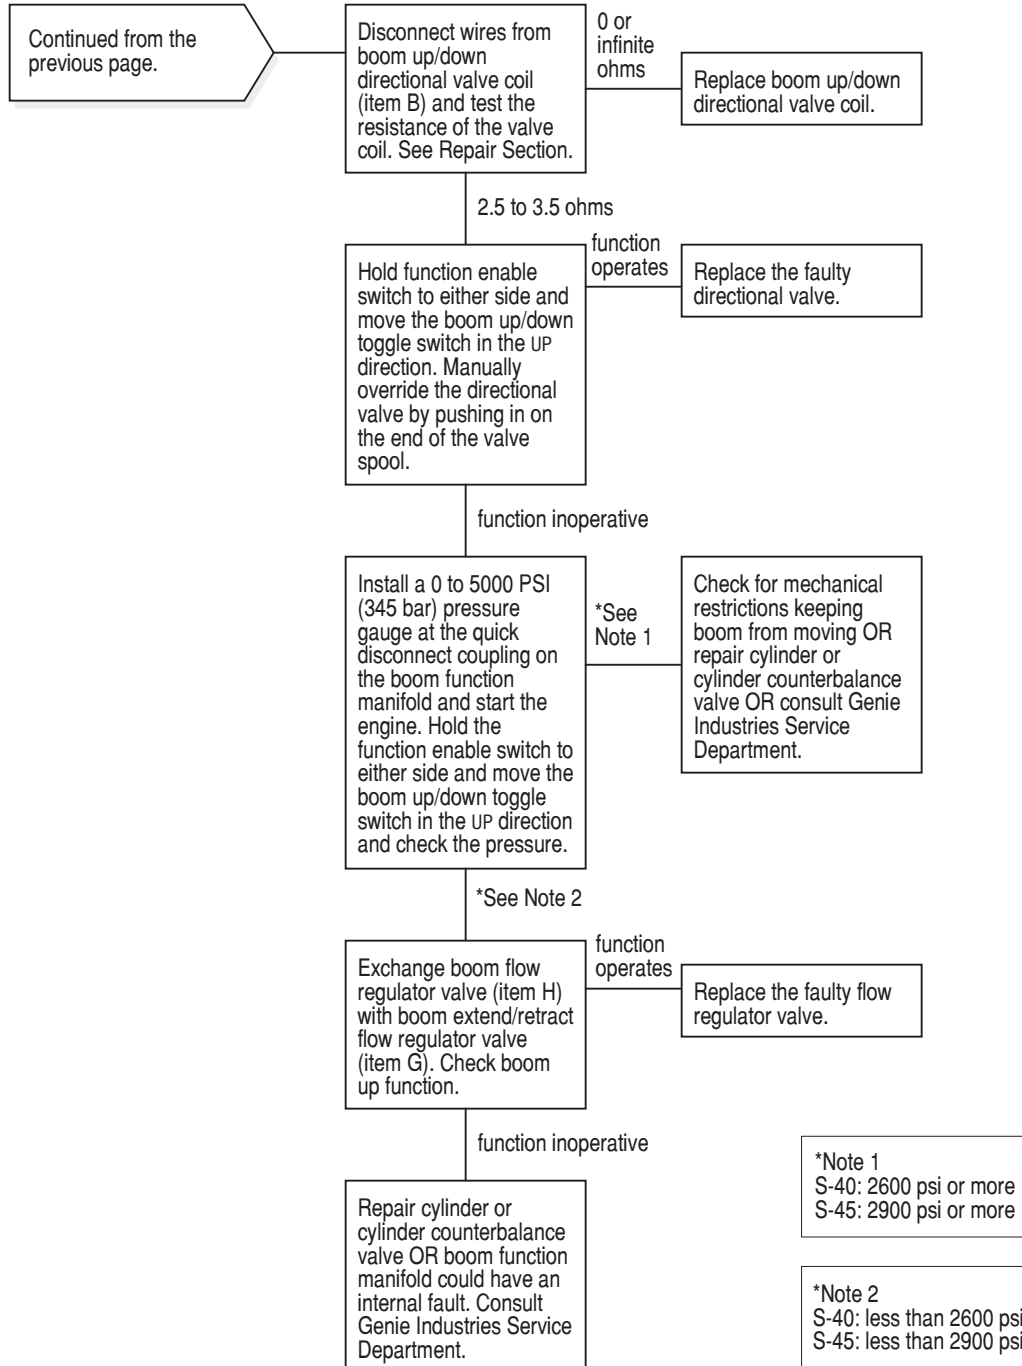 Continued from the
previous page.
Disconnect wires from
boom up/down
directional valve coil
(item B) and test the
resistance of the valve
coil. See Repair Section.
0 or
infinite
ohms
Replace boom up/down
directional valve coil.
2.5 to 3.5 ohms
Hold function enable
switch to either side and
move the boom up/down
toggle switch in the UP
direction. Manually
override the directional
valve by pushing in on
the end of the valve
spool.
function
operates
Replace the faulty
directional valve.
function inoperative
Install a 0 to 5000 PSI
(345 bar) pressure
gauge at the quick
disconnect coupling on
the boom function
manifold and start the
engine. Hold the
function enable switch to
either side and move the
boom up/down toggle
switch in the UP direction
and check the pressure.
*See
Note 1
Check for mechanical
restrictions keeping
boom from moving OR
repair cylinder or
cylinder counterbalance
valve OR consult Genie
Industries Service
Department.
*See Note 2
Exchange boom flow
regulator valve (item H)
with boom extend/retract
flow regulator valve
(item G). Check boom
up function.
function
operates
Replace the faulty flow
regulator valve.
function inoperative
Repair cylinder or
cylinder counterbalance
valve OR boom function
manifold could have an
internal fault. Consult
Genie Industries Service
Department.
*Note 1
S-40: 2600 psi or more
S-45: 2900 psi or more
*Note 2
S-40: less than 2600 psi
S-45: less than 2900 psi